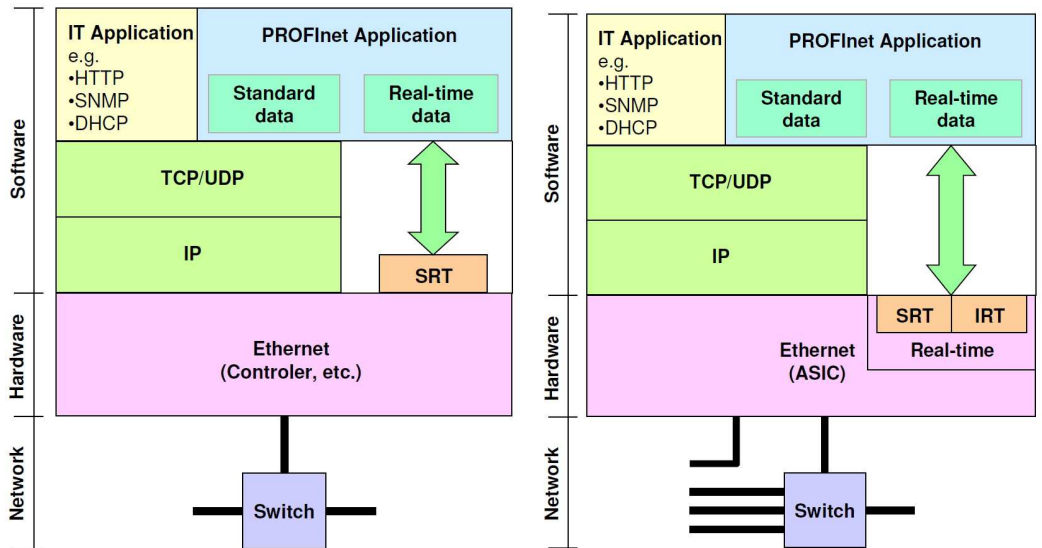 IT Application
e.g.
•HTTP
•SNMP
•DHCP
PROFInet Application
Standard
data
Real-time
data
TCP/UDP
IP
SRT
Ethernet
(Controler, etc.)
Switch
Software
Hardware
Network
IT Application
e.g.
•HTTP
•SNMP
•DHCP
PROFInet Application
Standard
data
Real-time
data
TCP/UDP
IP
SRT
IRT
Real-time
Ethernet
(ASIC)
Switch
Software
Hardware
Network